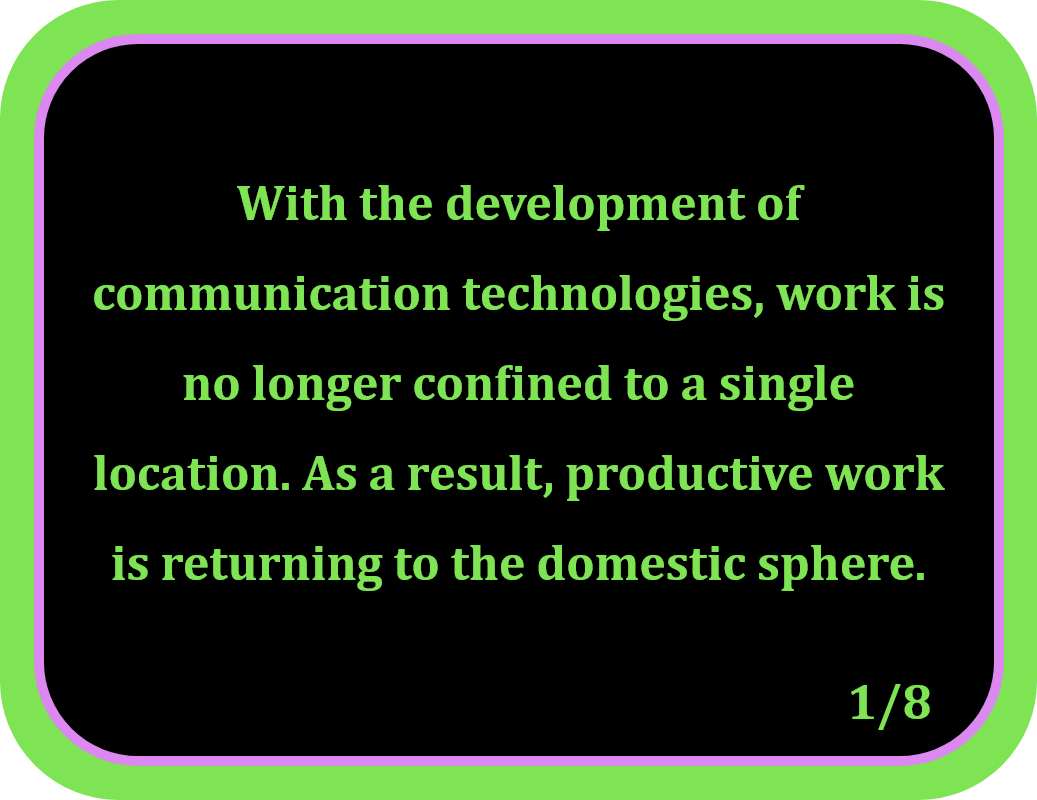 With the development of
communication technologies, work is
no longer confined to a single
location. As a result, productive work
is returning to the domestic sphere.
1/8